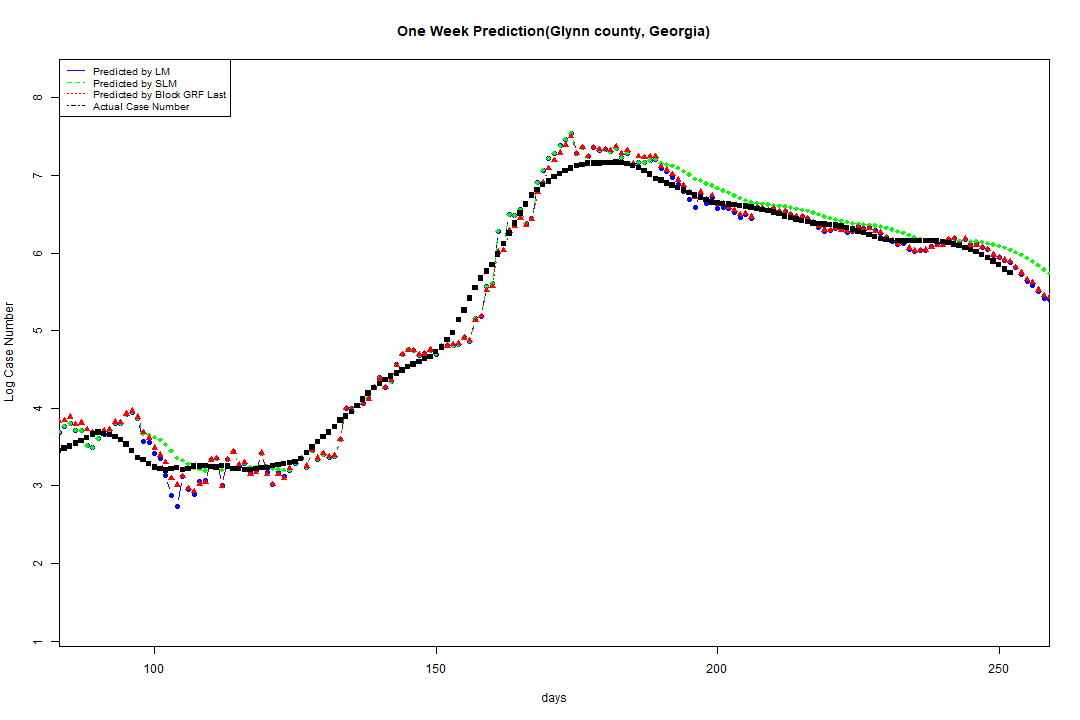 One Week Prediction(Glynn county, Georgia)
Predicted by LM
Predicted by SLM
Predicted by Block GRF Last
Actual Case Number
8
7
6
5
4
3
2
1
Log Case Number
100 150 200 250
days